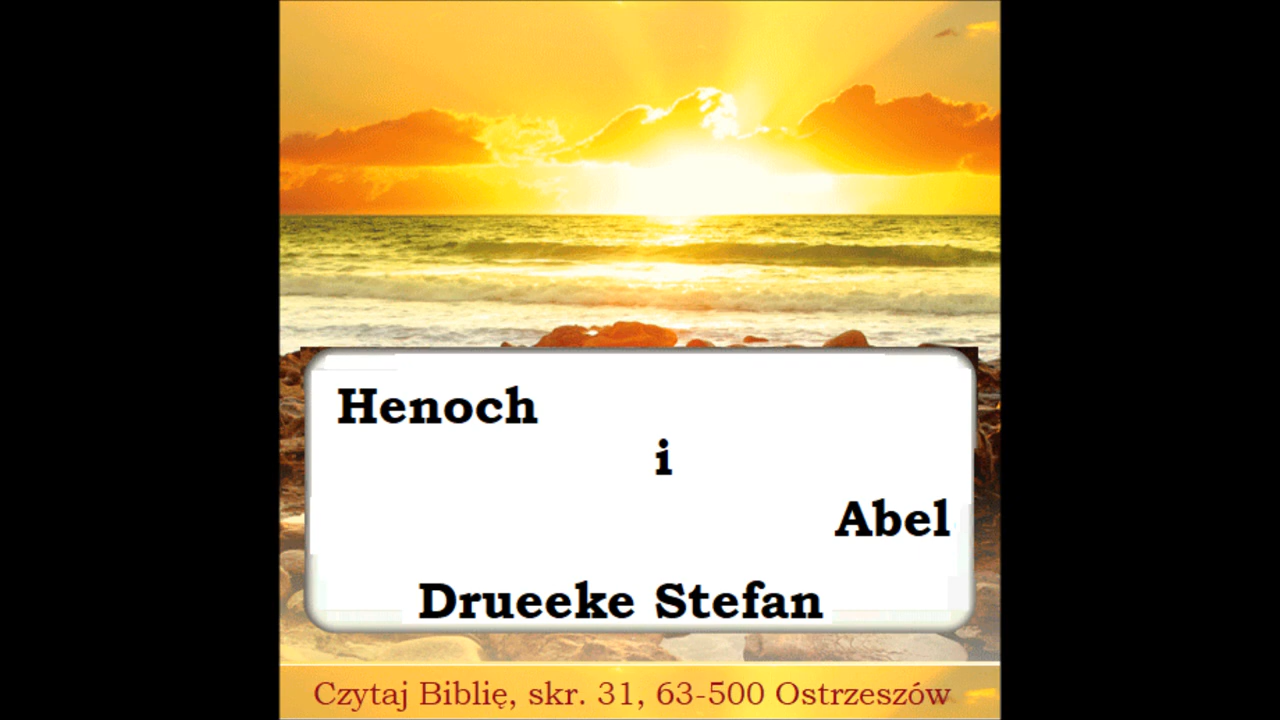 Henoch
i
Abel
Drueeke Stefan
Czytaj Biblię, skr. 31, 63-500 Ostrzeszów